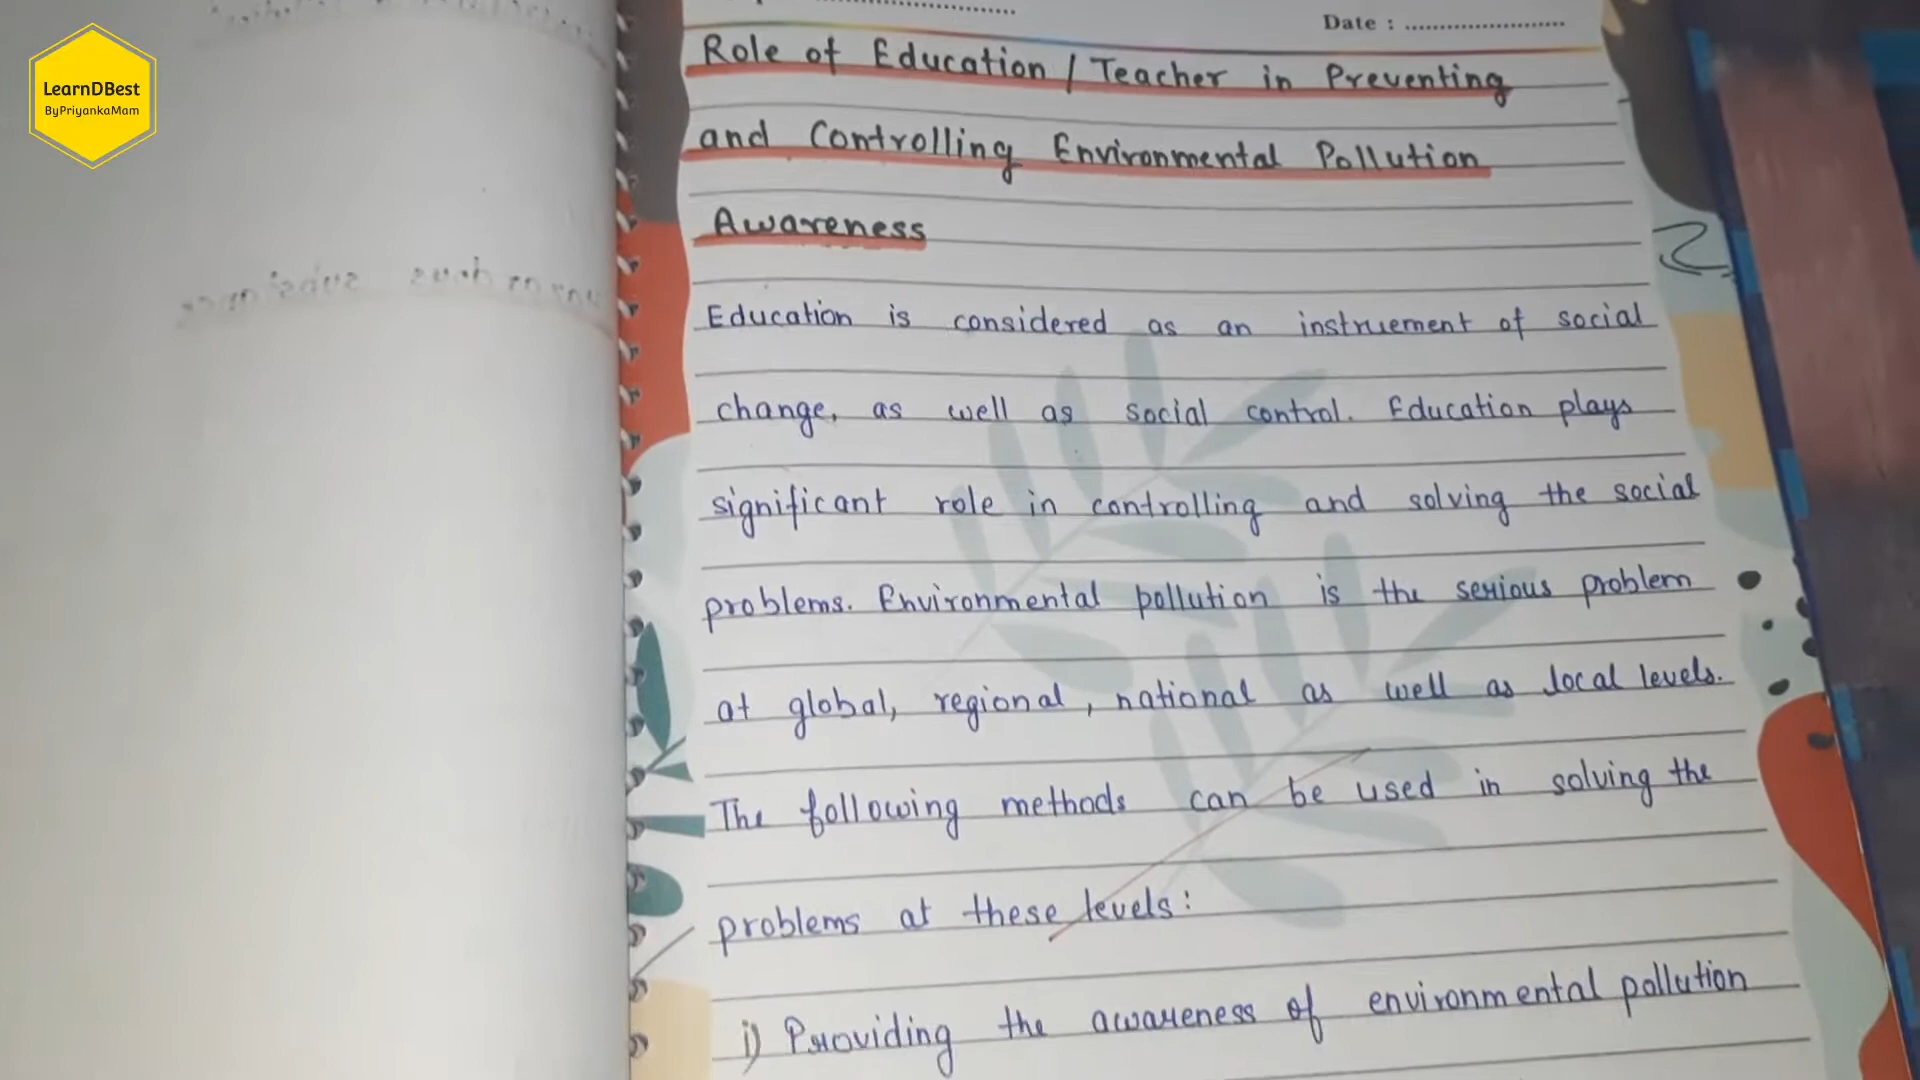 LearnDBest
ByPriyankaMam
Date : ........................
Role of Education / Teacher in Preventing
and Controlling Environmental Pollution
Awareness
Education is considered as an instruement of social
change, as well as social control. Education plays
significant role in controlling and solving the social
problems. Environmental pollution is the serious problem
at global, regional, national as well as local levels.
The following methods can be used in solving the
problems at these levels:
i) Providing the awareness of environmental pollution